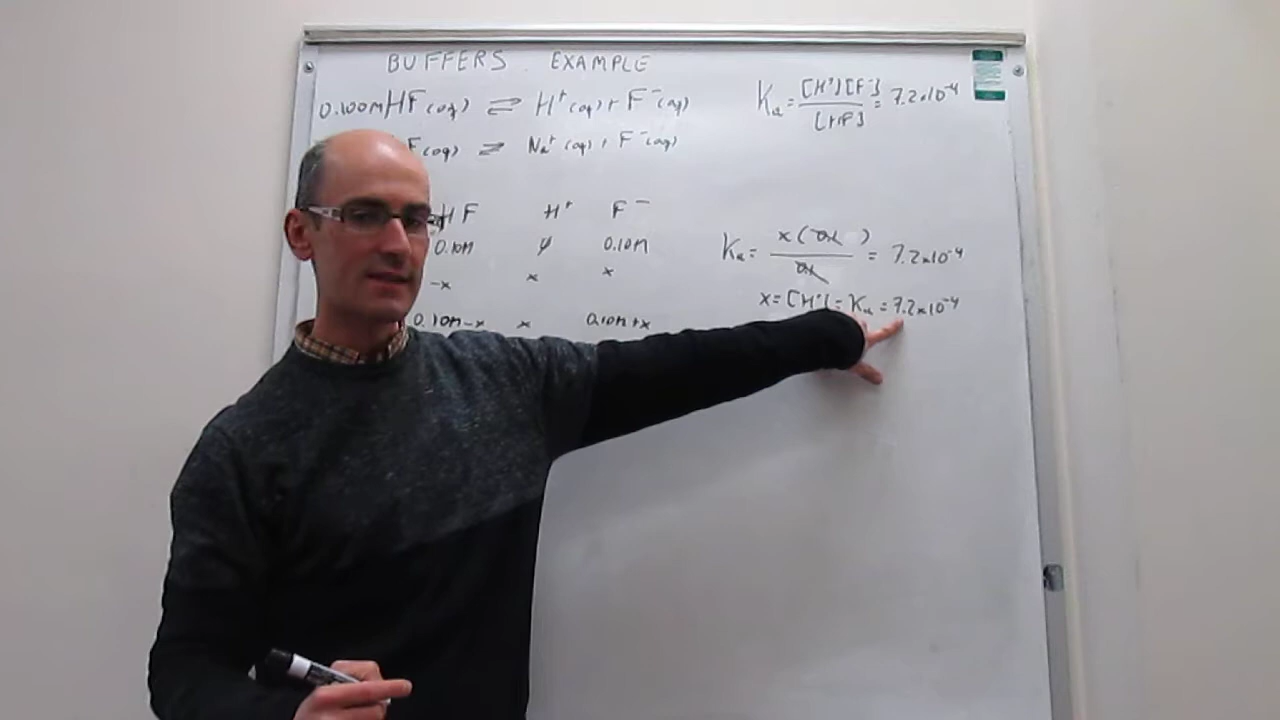 BUFFERS EXAMPLE
0.100M HF(aq) ⇌ H⁺(aq) + F⁻(aq)
Ka = [H⁺][F⁻] / [HF] = 7.2x10⁻⁴
F(aq) ⇌ Na⁺(aq) + F⁻(aq)
HF H⁺ F⁻
0.10M ∅ 0.10M
Ka = x(0.1 ) / 0.1 = 7.2x10⁻⁴
-x x x
x = [H⁺] = Ka = 7.2x10⁻⁴
0.10M-x x 0.10M+x